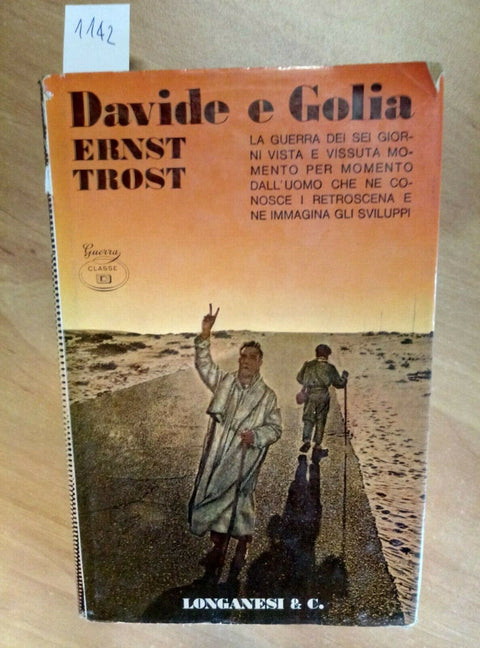 1142
Davide e Golia
ERNST
TROST
LA GUERRA DEI SEI GIOR-
NI VISTA E VISSUTA MO-
MENTO PER MOMENTO
DALL'UOMO CHE NE CO-
NOSCE I RETROSCENA E
NE IMMAGINA GLI SVILUPPI
Guerra
CLASSE
LONGANESI & C.